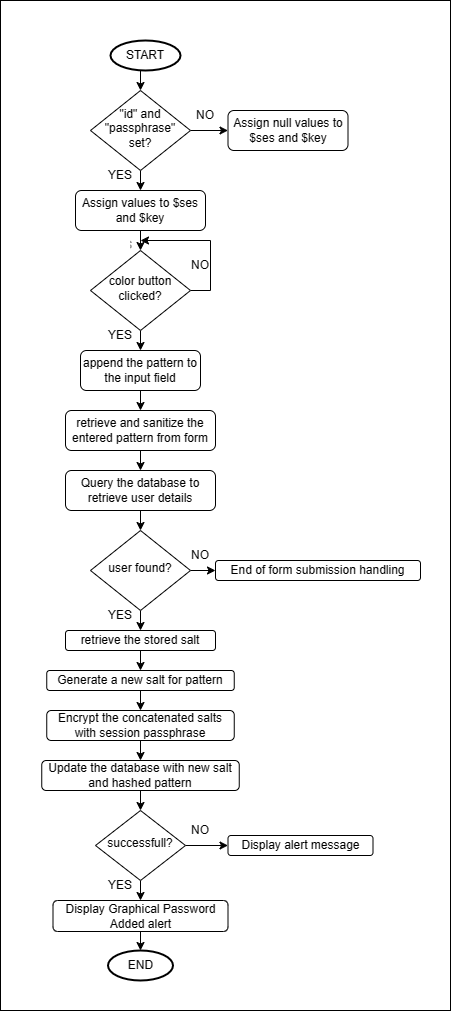 START
"id" and
"passphrase"
set?
NO
Assign null values to
$ses and $key
YES
Assign values to $ses
and $key
;
NO
color button
clicked?
YES
append the pattern to
the input field
retrieve and sanitize the
entered pattern from form
Query the database to
retrieve user details
user found?
NO
End of form submission handling
YES
retrieve the stored salt
Generate a new salt for pattern
Encrypt the concatenated salts
with session passphrase
Update the database with new salt
and hashed pattern
successfull?
NO
Display alert message
YES
Display Graphical Password
Added alert
END